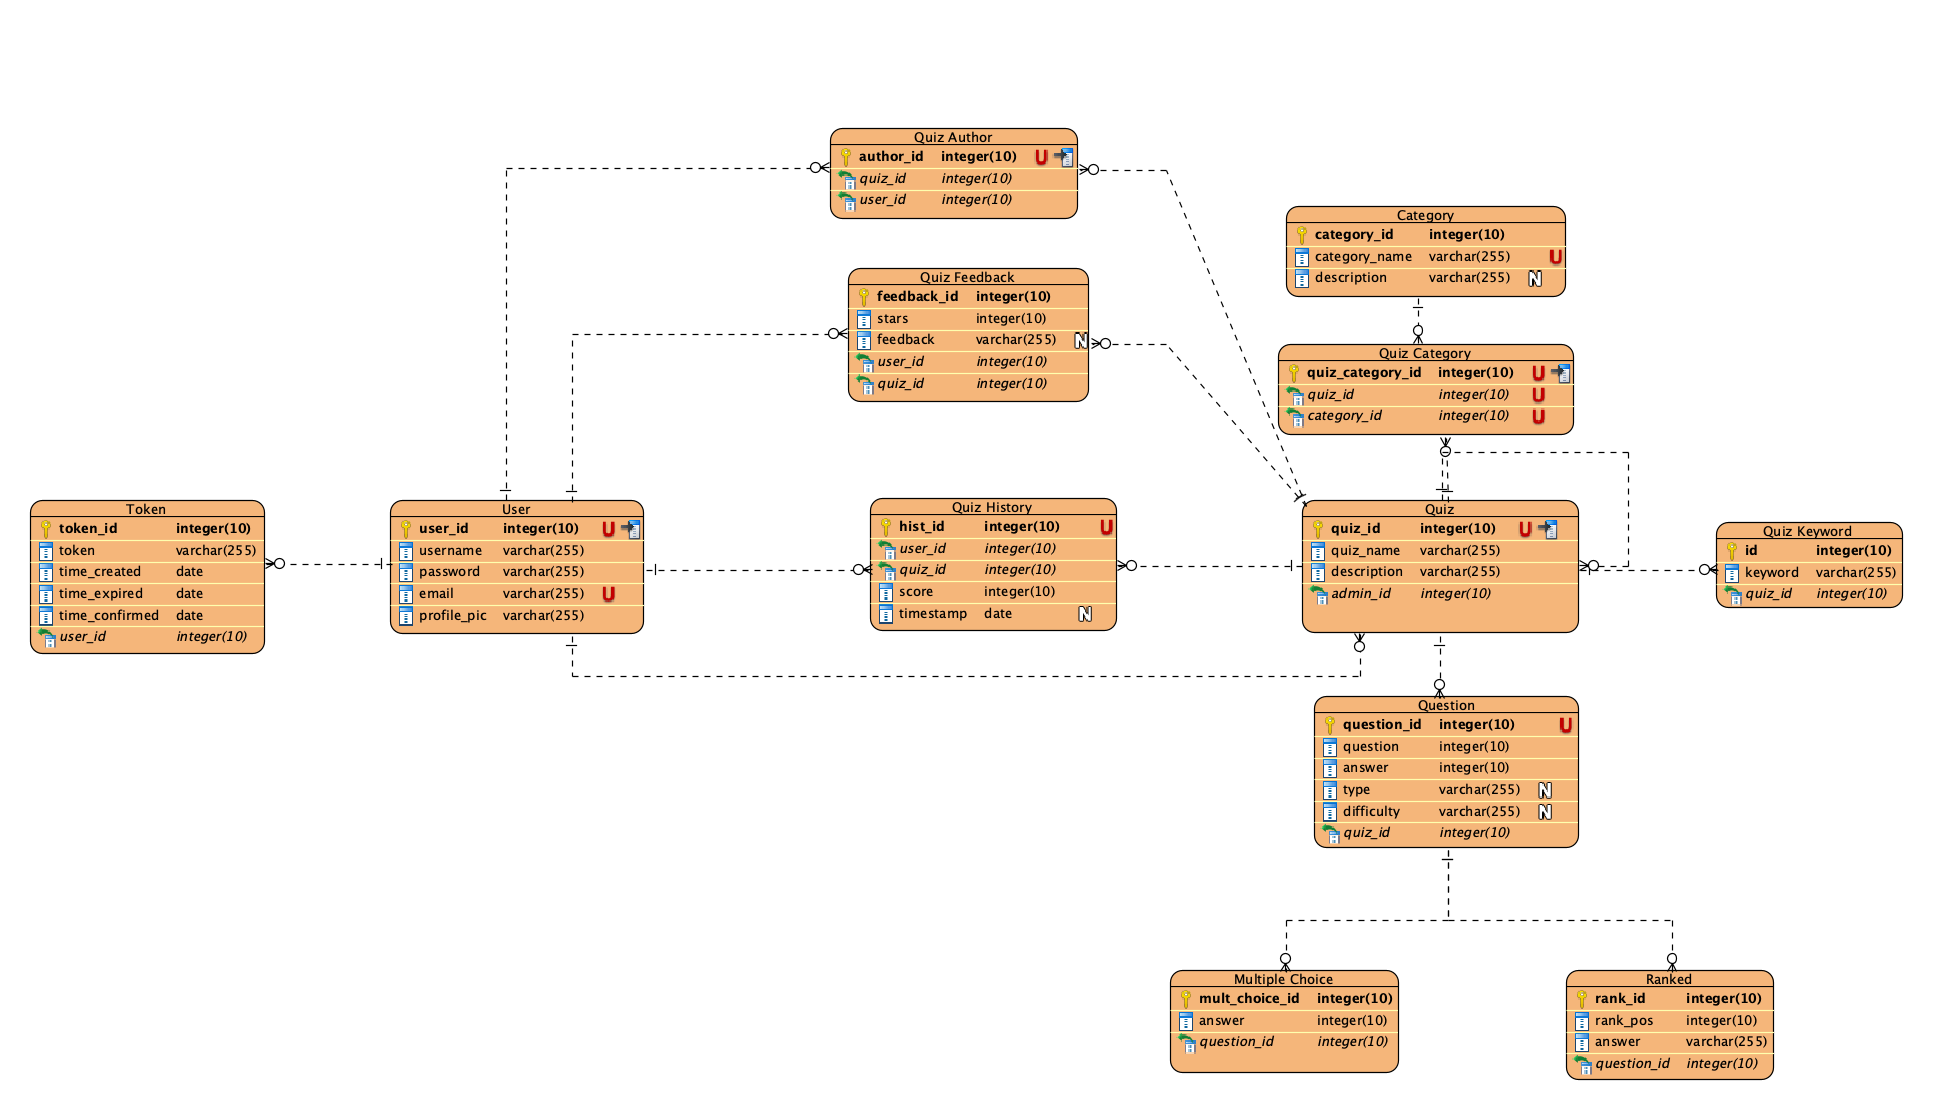 Quiz Author
author_id integer(10) U
quiz_id integer(10)
user_id integer(10)
Category
category_id integer(10)
category_name varchar(255) U
description varchar(255) N
Quiz Feedback
feedback_id integer(10)
stars integer(10)
feedback varchar(255) N
user_id integer(10)
quiz_id integer(10)
Quiz Category
quiz_category_id integer(10) U
quiz_id integer(10) U
category_id integer(10) U
Token
token_id integer(10)
token varchar(255)
time_created date
time_expired date
time_confirmed date
user_id integer(10)
User
user_id integer(10) U
username varchar(255)
password varchar(255)
email varchar(255) U
profile_pic varchar(255)
Quiz History
hist_id integer(10) U
user_id integer(10)
quiz_id integer(10)
score integer(10)
timestamp date N
Quiz
quiz_id integer(10) U
quiz_name varchar(255)
description varchar(255)
admin_id integer(10)
Quiz Keyword
id integer(10)
keyword varchar(255)
quiz_id integer(10)
Question
question_id integer(10) U
question integer(10)
answer integer(10)
type varchar(255) N
difficulty varchar(255) N
quiz_id integer(10)
Multiple Choice
mult_choice_id integer(10)
answer integer(10)
question_id integer(10)
Ranked
rank_id integer(10)
rank_pos integer(10)
answer varchar(255)
question_id integer(10)